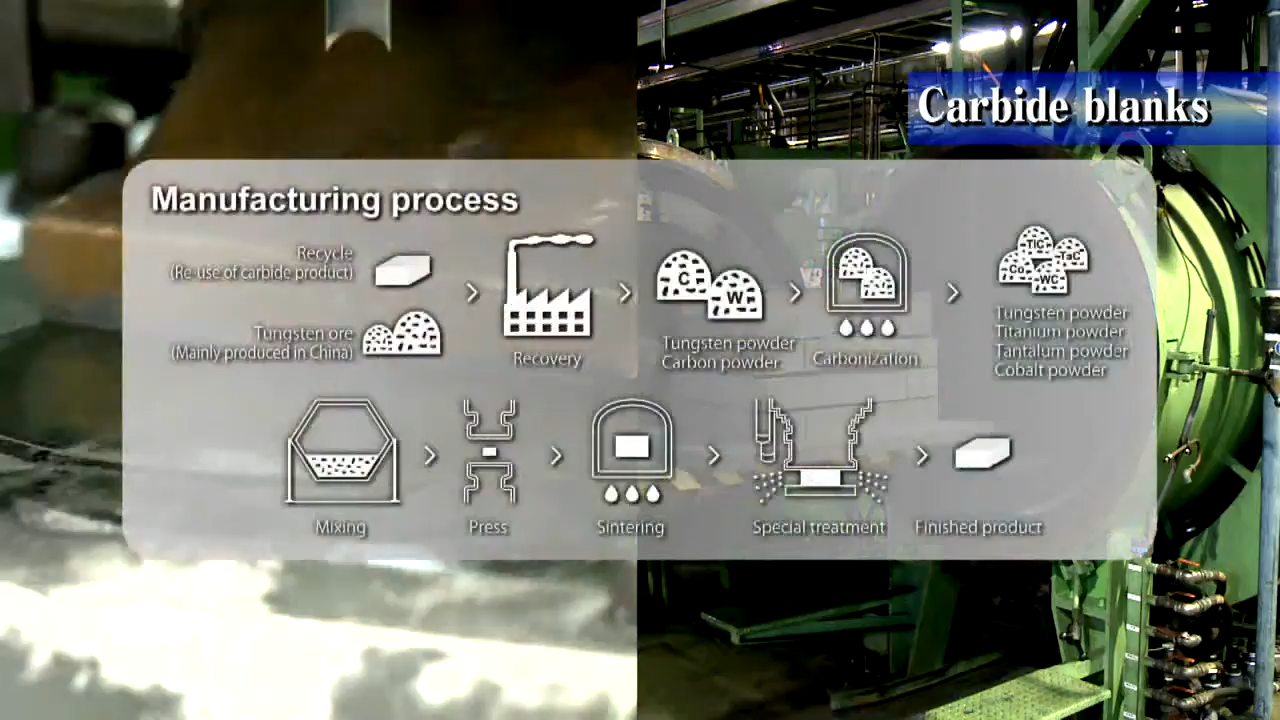 Carbide blanks
Manufacturing process
Recycle
(Re-use of carbide product)
Tungsten ore
(Mainly produced in China)
Recovery
C
W
Tungsten powder
Carbon powder
Carbonization
TiC
TaC
Co
WC
Tungsten powder
Titanium powder
Tantalum powder
Cobalt powder
Mixing
Press
Sintering
Special treatment
Finished product